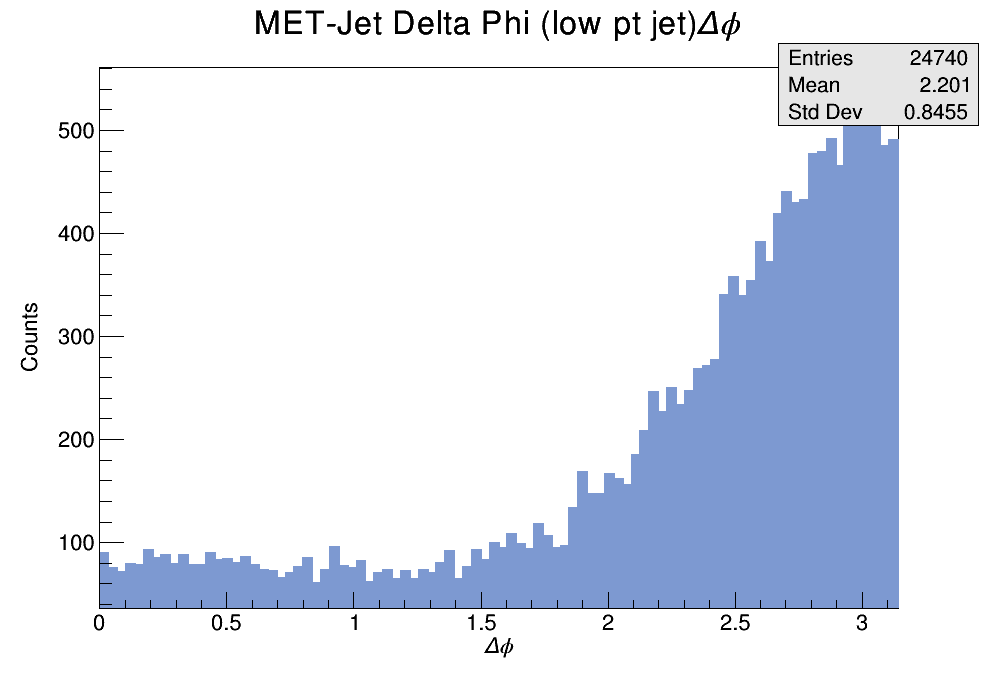 MET-Jet Delta Phi (low pt jet)Δϕ
Entries 24740
Mean 2.201
Std Dev 0.8455
500
400
300
200
100
Counts
0 0.5 1 1.5 2 2.5 3
Δϕ